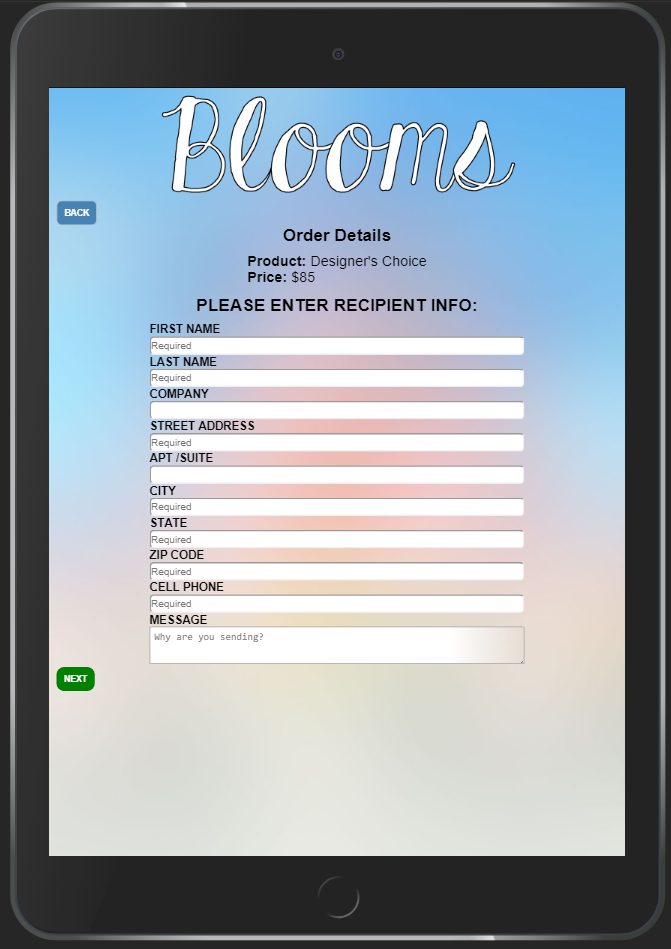 Blooms
BACK
Order Details
Product: Designer's Choice
Price: $85
PLEASE ENTER RECIPIENT INFO:
FIRST NAME
Required
LAST NAME
Required
COMPANY
STREET ADDRESS
Required
APT /SUITE
CITY
Required
STATE
Required
ZIP CODE
Required
CELL PHONE
Required
MESSAGE
Why are you sending?
NEXT